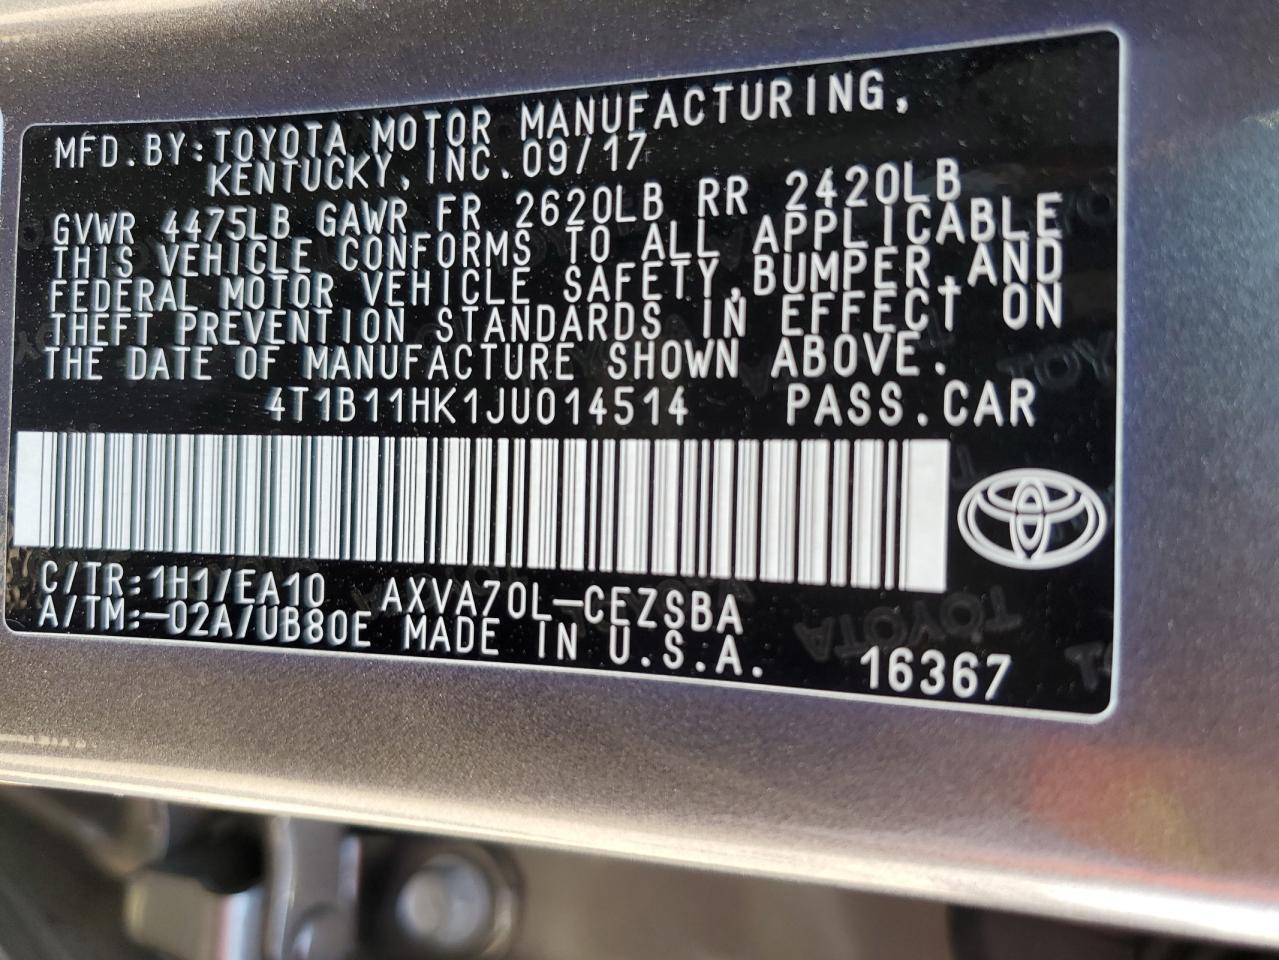 MFD.BY:TOYOTA MOTOR MANUFACTURING,
KENTUCKY,INC.09/17
GVWR 4475LB GAWR FR 2620LB RR 2420LB
THIS VEHICLE CONFORMS TO ALL APPLICABLE
FEDERAL MOTOR VEHICLE SAFETY,BUMPER,AND
THEFT PREVENTION STANDARDS IN EFFECT ON
THE DATE OF MANUFACTURE SHOWN ABOVE.
4T1B11HK1JU014514 PASS.CAR
C/TR:1H1/EA10 AXVA70L-CEZSBA
A/TM:-02A/UB80E MADE IN U.S.A.
16367